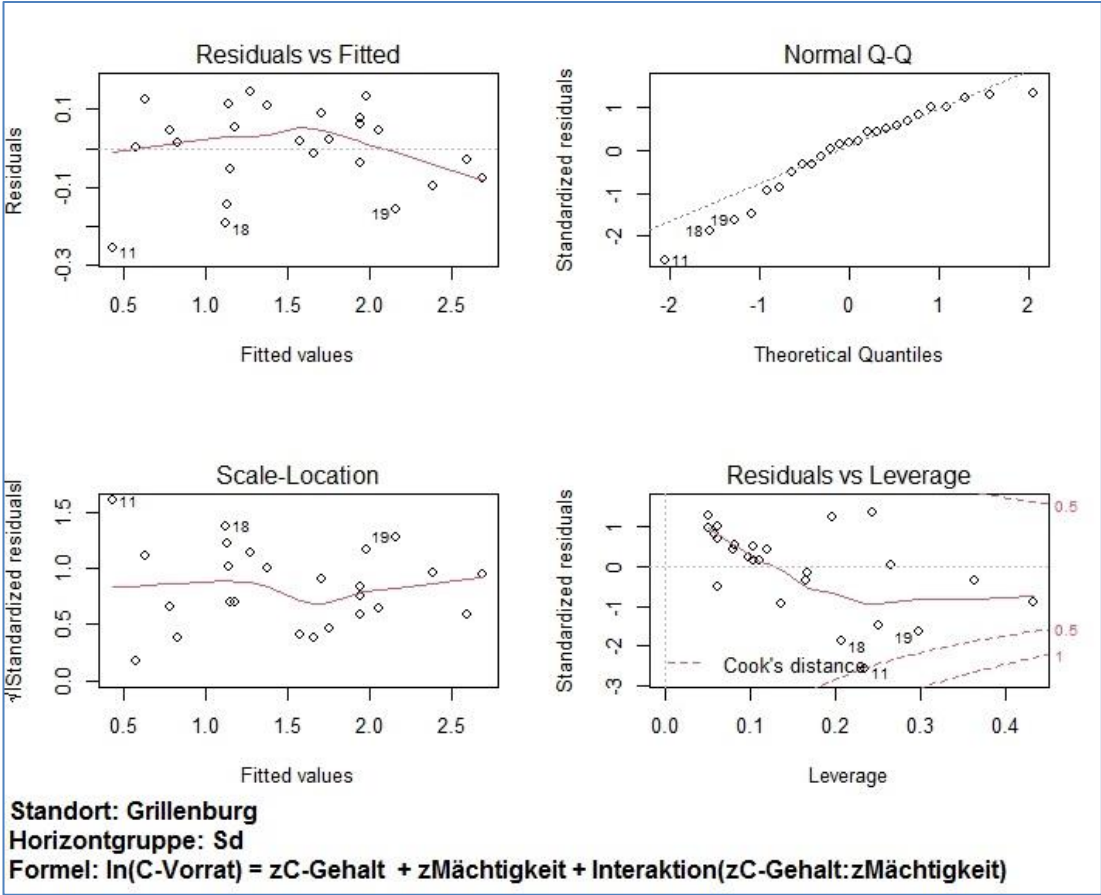 Residuals vs Fitted
Residuals
0.1
-0.1
-0.3
11
18
19
0.5 1.0 1.5 2.0 2.5
Fitted values
Normal Q-Q
Standardized residuals
1
0
-1
-2
19
18
11
-2 -1 0 1 2
Theoretical Quantiles
Scale-Location
√|Standardized residuals|
1.5
1.0
0.5
0.0
11
18
19
0.5 1.0 1.5 2.0 2.5
Fitted values
Residuals vs Leverage
Standardized residuals
1
0
-1
-2
-3
0.5
0.5
1
18
19
11
Cook's distance
0.0 0.1 0.2 0.3 0.4
Leverage
Standort: Grillenburg
Horizontgruppe: Sd
Formel: ln(C-Vorrat) = zC-Gehalt + zMächtigkeit + Interaktion(zC-Gehalt:zMächtigkeit)